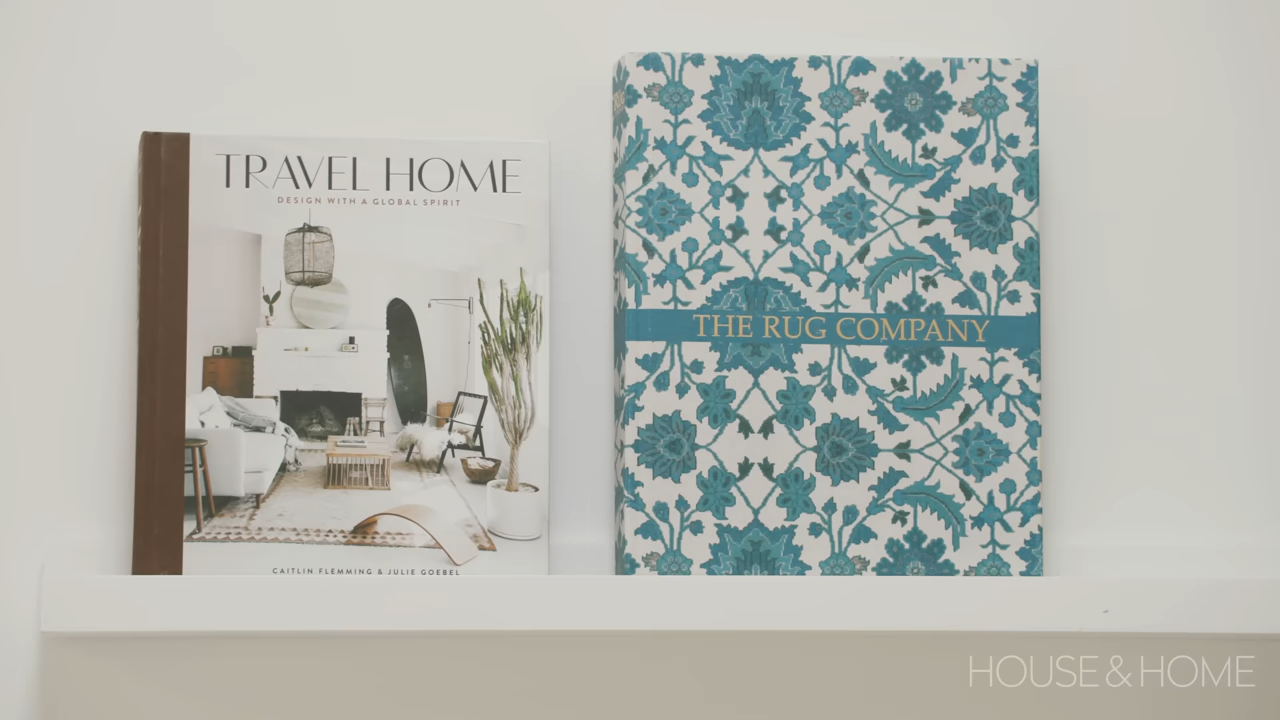 TRAVEL HOME
DESIGN WITH A GLOBAL SPIRIT
CAITLIN FLEMMING & JULIE GOEBEL
THE RUG COMPANY
HOUSE & HOME